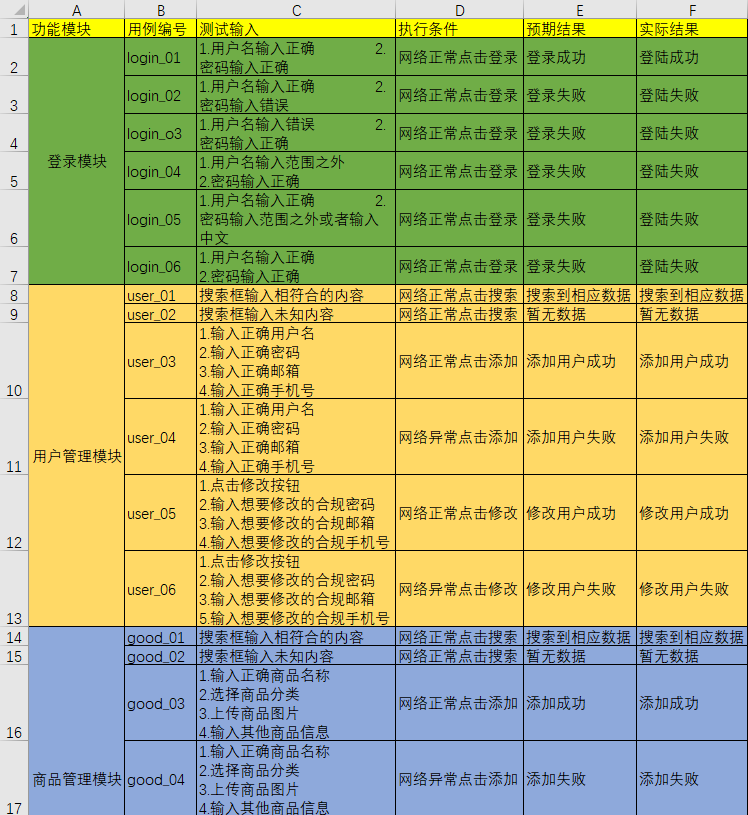 A B C D E F
1 功能模块 用例编号 测试输入 执行条件 预期结果 实际结果
2 login_01 1.用户名输入正确 2. 网络正常点击登录 登录成功 登陆成功
密码输入正确
3 login_02 1.用户名输入正确 2. 网络正常点击登录 登录失败 登陆失败
密码输入错误
4 login_o3 1.用户名输入错误 2. 网络正常点击登录 登录失败 登陆失败
密码输入正确
登录模块
5 login_04 1.用户名输入范围之外 网络正常点击登录 登录失败 登陆失败
2.密码输入正确
6 login_05 1.用户名输入正确 2. 网络正常点击登录 登录失败 登陆失败
密码输入范围之外或者输入
中文
7 login_06 1.用户名输入正确 网络正常点击登录 登录失败 登陆失败
2.密码输入正确
8 user_01 搜索框输入相符合的内容 网络正常点击搜索 搜索到相应数据 搜索到相应数据
9 user_02 搜索框输入未知内容 网络正常点击搜索 暂无数据 暂无数据
10 user_03 1.输入正确用户名 网络正常点击添加 添加用户成功 添加用户成功
2.输入正确密码
3.输入正确邮箱
4.输入正确手机号
11 user_04 1.输入正确用户名 网络异常点击添加 添加用户失败 添加用户失败
2.输入正确密码
3.输入正确邮箱
4.输入正确手机号
用户管理模块
12 user_05 1.点击修改按钮 网络正常点击修改 修改用户成功 修改用户成功
2.输入想要修改的合规密码
3.输入想要修改的合规邮箱
4.输入想要修改的合规手机号
13 user_06 1.点击修改按钮 网络异常点击修改 修改用户失败 修改用户失败
2.输入想要修改的合规密码
3.输入想要修改的合规邮箱
5.输入想要修改的合规手机号
14 good_01 搜索框输入相符合的内容 网络正常点击搜索 搜索到相应数据 搜索到相应数据
15 good_02 搜索框输入未知内容 网络正常点击搜索 暂无数据 暂无数据
16 good_03 1.输入正确商品名称 网络正常点击添加 添加成功 添加成功
2.选择商品分类
3.上传商品图片
4.输入其他商品信息
商品管理模块
17 good_04 1.输入正确商品名称 网络异常点击添加 添加失败 添加失败
2.选择商品分类
3.上传商品图片
4.输入其他商品信息